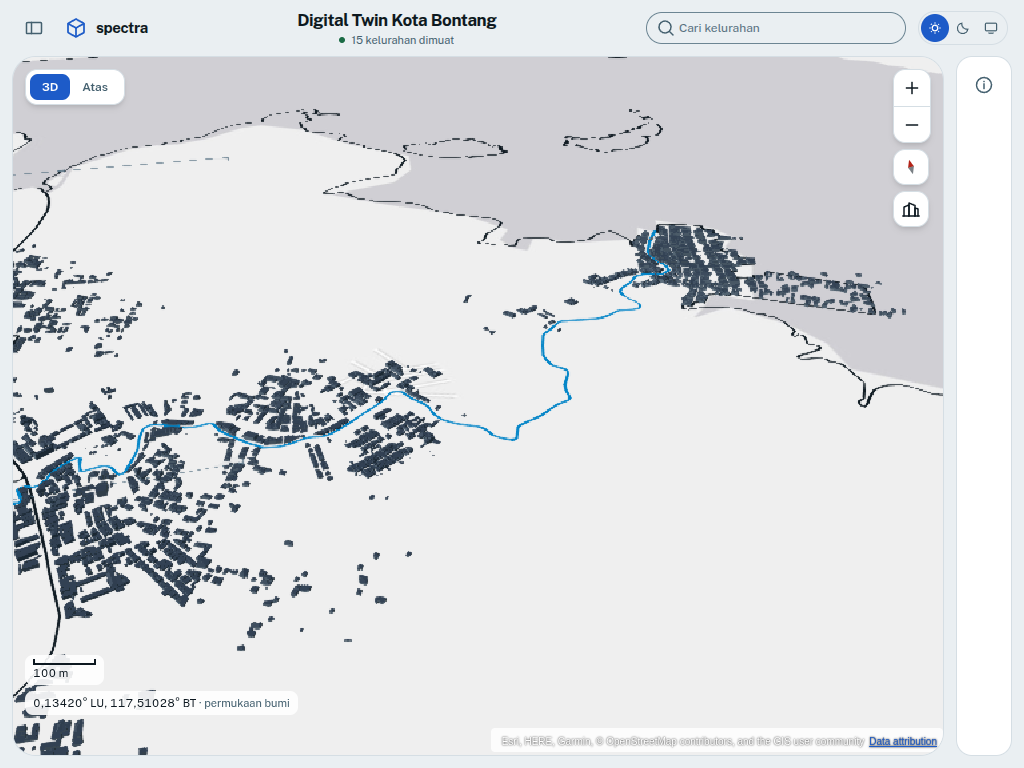 spectra
Digital Twin Kota Bontang
15 kelurahan dimuat
Cari kelurahan
3D
Atas
100 m
0,13420° LU, 117,51028° BT · permukaan bumi
Esri, HERE, Garmin, © OpenStreetMap contributors, and the GIS user community
Data attribution